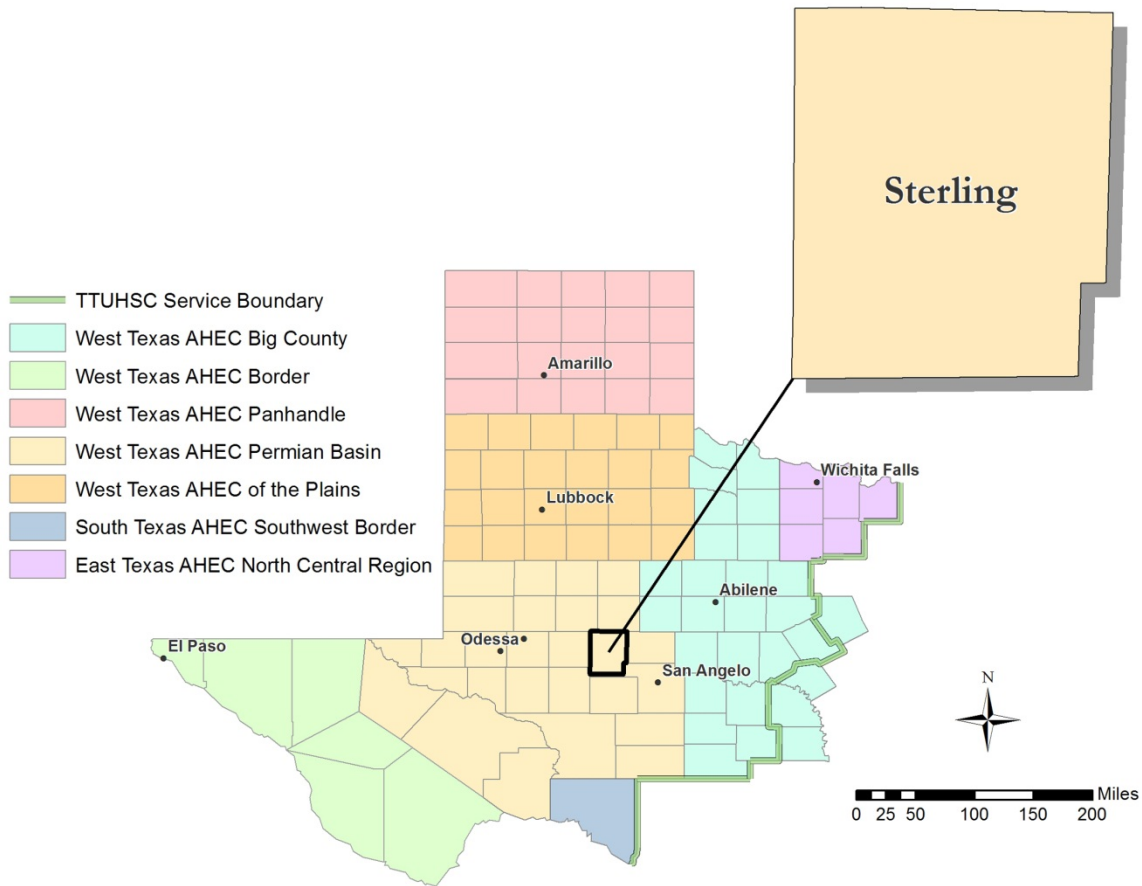 Sterling
TTUHSC Service Boundary
West Texas AHEC Big County
West Texas AHEC Border
West Texas AHEC Panhandle
West Texas AHEC Permian Basin
West Texas AHEC of the Plains
South Texas AHEC Southwest Border
East Texas AHEC North Central Region
Amarillo
Wichita Falls
Lubbock
Abilene
El Paso
Odessa
San Angelo
N
Miles
0 25 50 100 150 200